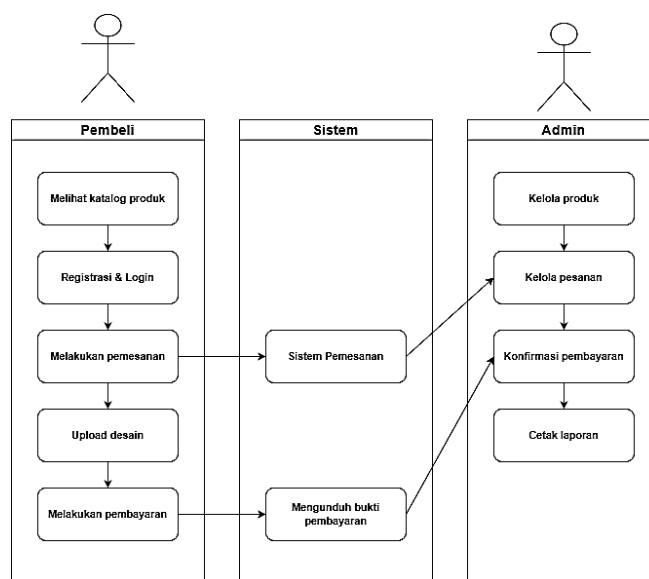 Pembeli
Sistem
Admin
Melihat katalog produk
Registrasi & Login
Melakukan pemesanan
Upload desain
Melakukan pembayaran
Sistem Pemesanan
Mengunduh bukti
pembayaran
Kelola produk
Kelola pesanan
Konfirmasi pembayaran
Cetak laporan